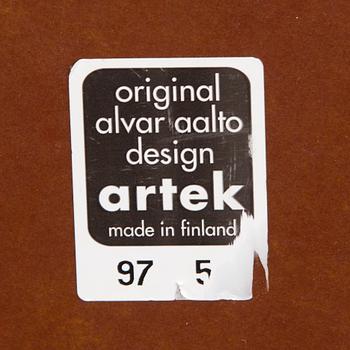 original
alvar aalto
design
artek
made in finland
97 5